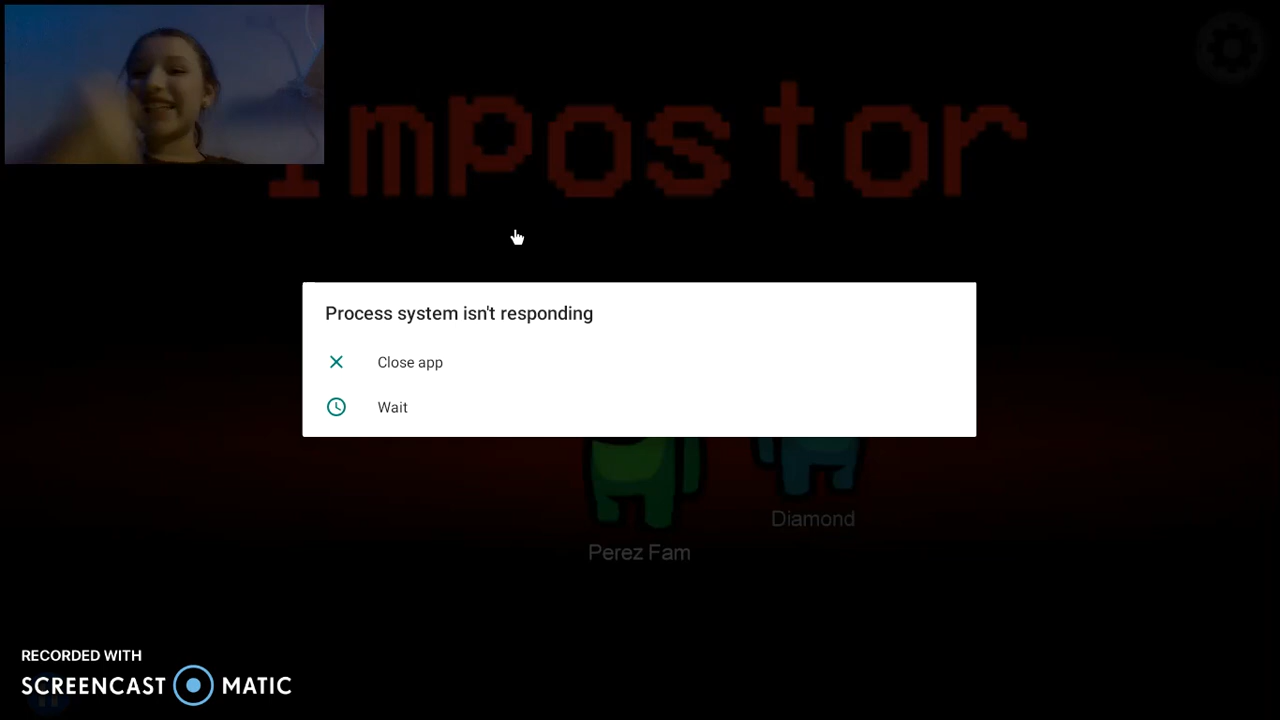 Impostor
Process system isn't responding
Close app
Wait
Diamond
Perez Fam
RECORDED WITH
SCREENCAST MATIC